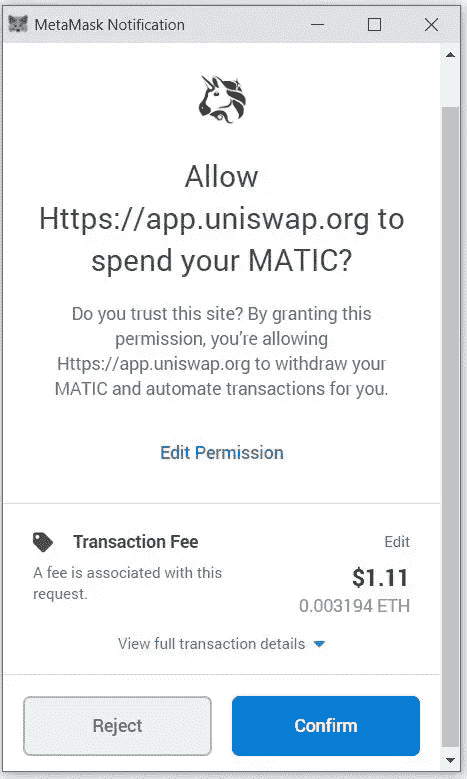 MetaMask Notification
Allow
Https://app.uniswap.org to
spend your MATIC?
Do you trust this site? By granting this
permission, you're allowing
Https://app.uniswap.org to withdraw your
MATIC and automate transactions for you.
Edit Permission
Transaction Fee
Edit
A fee is associated with this
request.
$1.11
0.003194 ETH
View full transaction details
Reject
Confirm